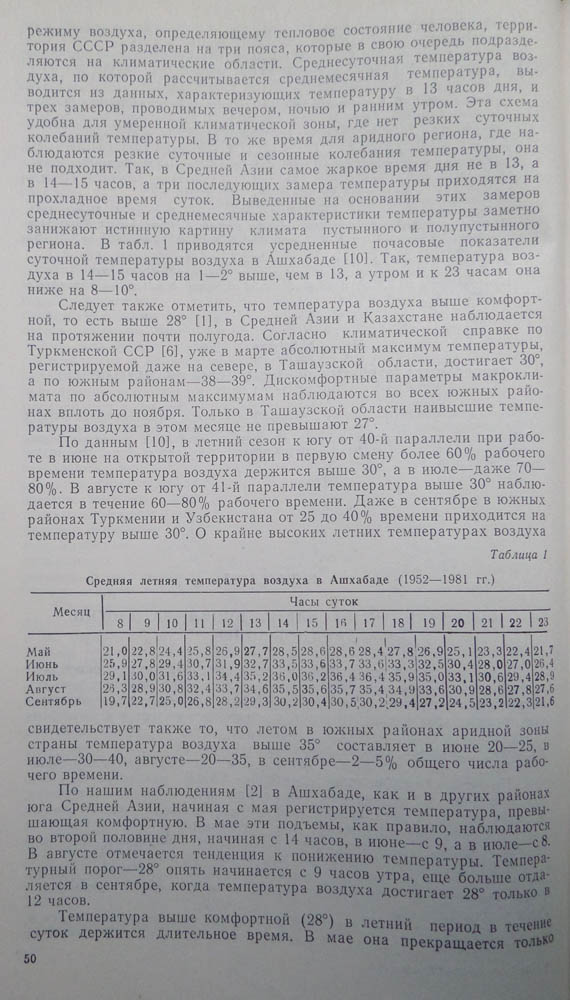 режиму воздуха, определяющему тепловое состояние человека, терри-
тория СССР разделена на три пояса, которые в свою очередь подразде-
ляются на климатические области. Среднесуточная температура воз-
духа, по которой рассчитывается среднемесячная температура, вы-
водится из данных, характеризующих температуру в 13 часов дня, и
трех замеров, проводимых вечером, ночью и ранним утром. Эта схема
удобна для умеренной климатической зоны, где нет резких суточных
колебаний температуры. В то же время для аридного региона, где на-
блюдаются резкие суточные и сезонные колебания температуры, она
не подходит. Так, в Средней Азии самое жаркое время дня не в 13, а
в 14—15 часов, а три последующих замера температуры приходятся на
прохладное время суток. Выведенные на основании этих замеров
среднесуточные и среднемесячные характеристики температуры заметно
занижают истинную картину климата пустынного и полупустынного
региона. В табл. 1 приводятся усредненные почасовые показатели
суточной температуры воздуха в Ашхабаде [10]. Так, температура воз-
духа в 14—15 часов на 1—2° выше, чем в 13, а утром и к 23 часам она
ниже на 8—10°.
Следует также отметить, что температура воздуха выше комфорт-
ной, то есть выше 28° [1], в Средней Азии и Казахстане наблюдается
на протяжении почти полугода. Согласно климатической справке по
Туркменской ССР [6], уже в марте абсолютный максимум температуры,
регистрируемой даже на севере, в Ташаузской области, достигает 30°,
а по южным районам—38—39°. Дискомфортные параметры макрокли-
мата по абсолютным максимумам наблюдаются во всех южных райо-
нах вплоть до ноября. Только в Ташаузской области наивысшие темпе-
ратуры воздуха в этом месяце не превышают 27°.
По данным [10], в летний сезон к югу от 40-й параллели при рабо-
те в июне на открытой территории в первую смену более 60% рабочего
времени температура воздуха держится выше 30°, а в июле—даже 70—
80%. В августе к югу от 41-й параллели температура выше 30° наблю-
дается в течение 60—80% рабочего времени. Даже в сентябре в южных
районах Туркмении и Узбекистана от 25 до 40% времени приходится на
температуру выше 30°. О крайне высоких летних температурах воздуха
Таблица 1
Средняя летняя температура воздуха в Ашхабаде (1952—1981 гг.)
Месяц Часы суток
8 9 10 11 12 13 14 15 16 17 18 19 20 21 22 23
Май 21,0 22,8 24,4 25,8 26,9 27,7 28,5 28,6 28,6 28,4 27,8 26,9 25,1 23,3 22,4 21,7
Июнь 25,9 27,8 29,4 30,7 31,9 32,7 33,5 33,6 33,7 33,6 33,3 32,5 30,4 28,0 27,0 26,4
Июль 29,1 30,0 31,6 33,1 34,4 35,2 36,0 36,2 36,4 36,4 35,9 35,0 33,1 30,6 29,4 28,9
Август 26,3 28,9 30,8 32,4 33,7 34,6 35,5 35,6 35,7 35,4 34,9 33,6 30,9 28,6 27,8 27,6
Сентябрь 19,7 22,7 25,0 26,8 28,2 29,3 30,2 30,4 30,5 30,2 29,4 27,2 24,5 23,2 22,3 21,6
свидетельствует также то, что летом в южных районах аридной зоны
страны температура воздуха выше 35° составляет в июне 20—25, в
июле—30—40, августе—20—35, в сентябре—2—5% общего числа рабо-
чего времени.
По нашим наблюдениям [2] в Ашхабаде, как и в других районах
юга Средней Азии, начиная с мая регистрируется температура, превы-
шающая комфортную. В мае эти подъемы, как правило, наблюдаются
во второй половине дня, начиная с 14 часов, в июне—с 9, а в июле—с 8.
В августе отмечается тенденция к понижению температуры. Темпера-
турный порог—28° опять начинается с 9 часов утра, еще больше отда-
ляется в сентябре, когда температура воздуха достигает 28° только в
12 часов.
Температура выше комфортной (28°) в летний период в течение
суток держится длительное время. В мае она прекращается только
50